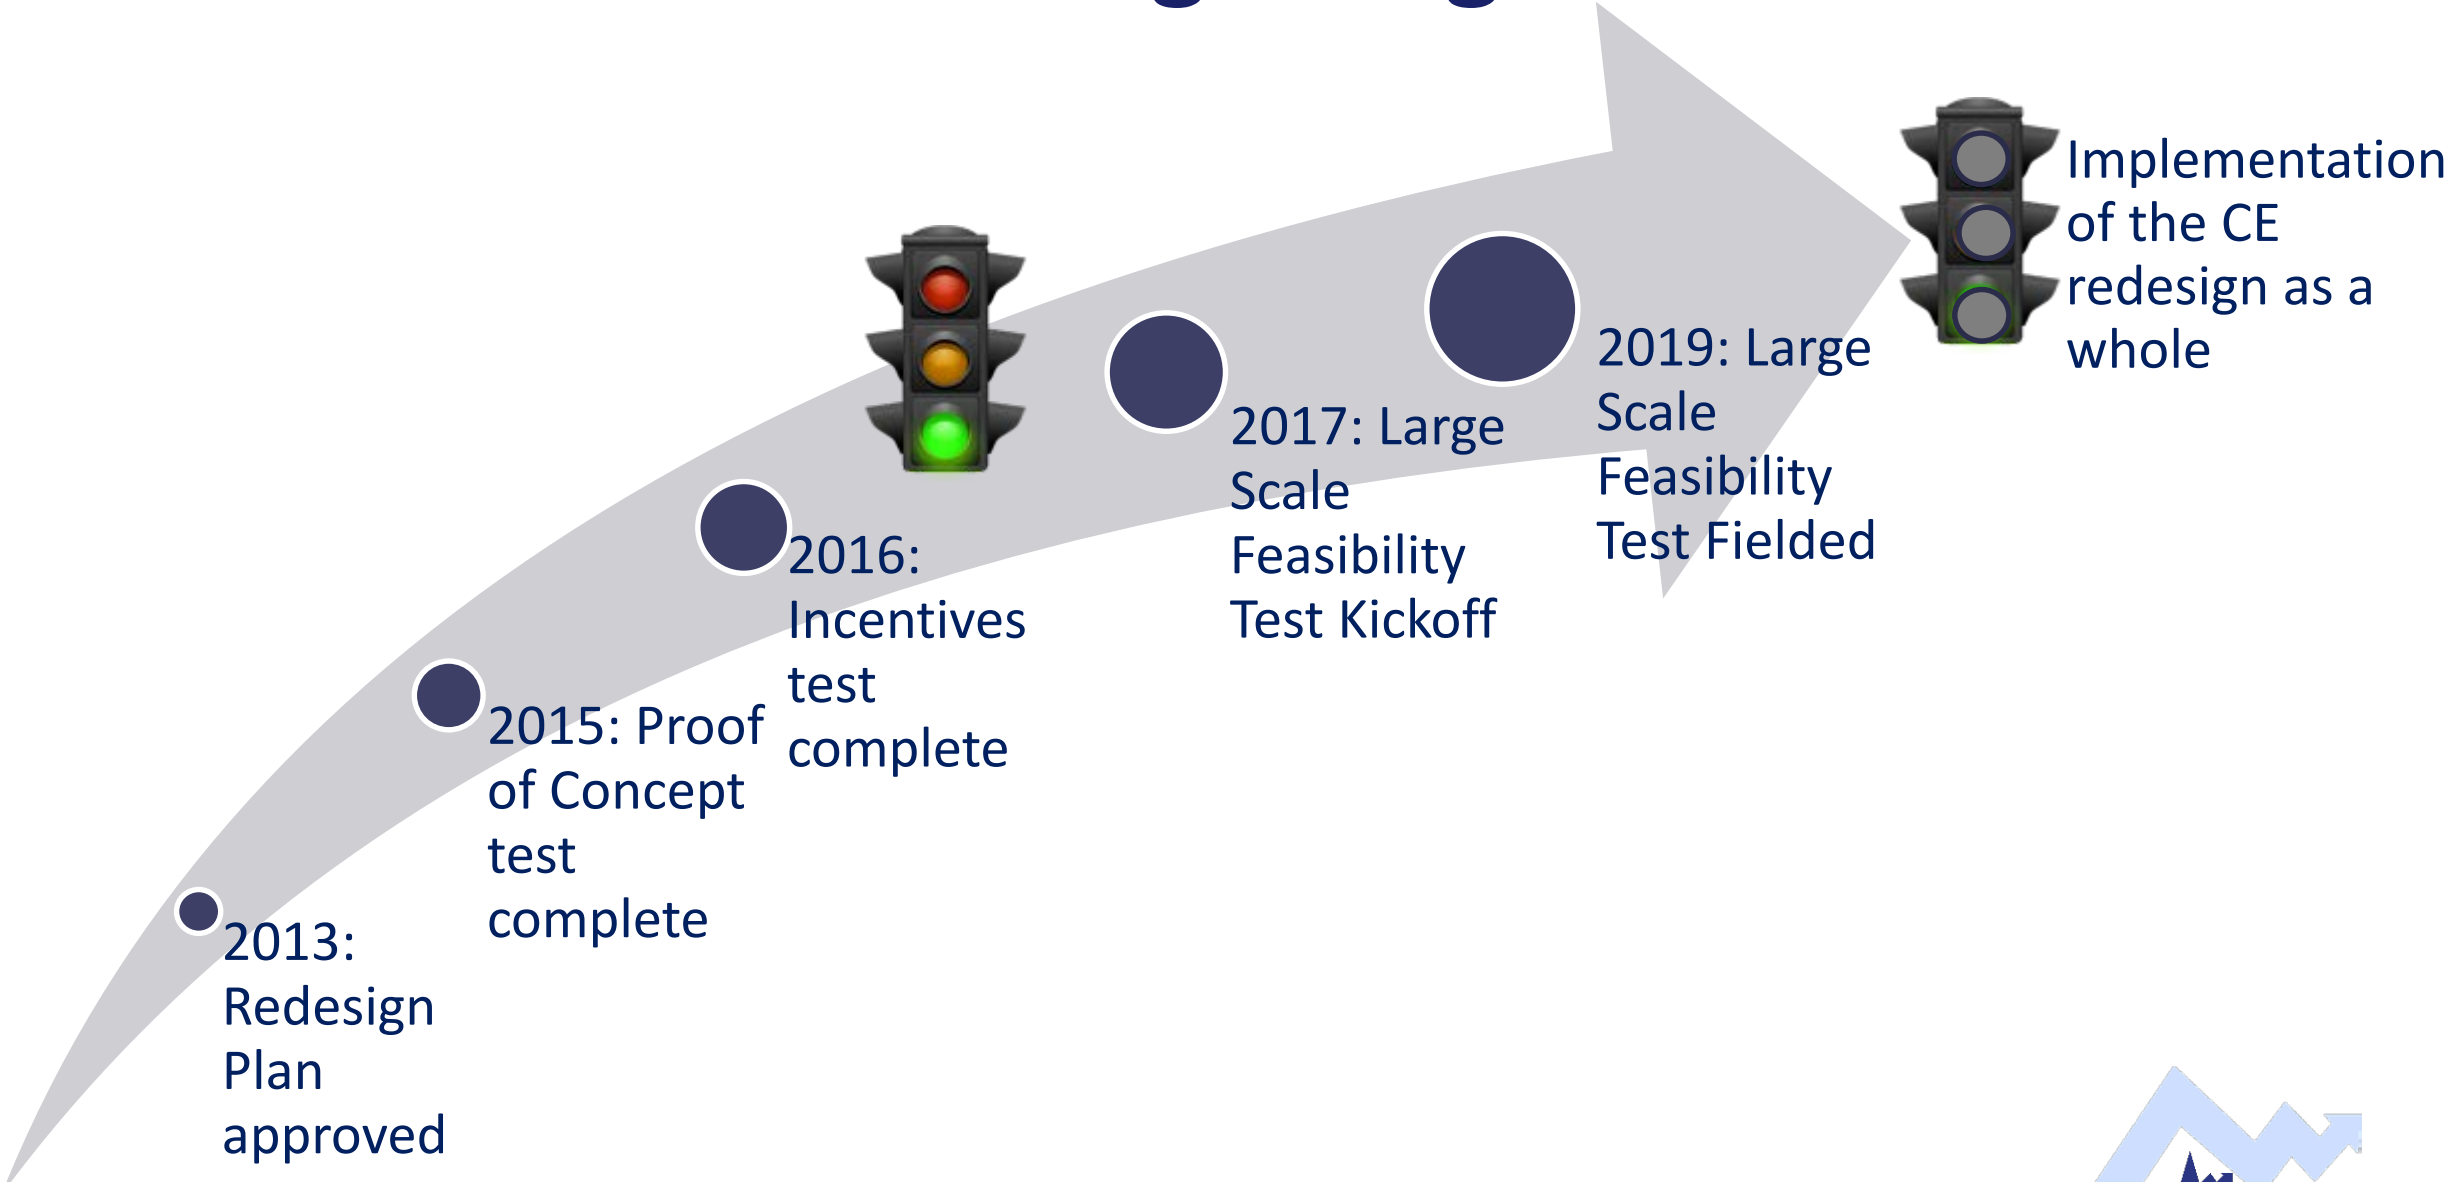 2013:
Redesign
Plan
approved
2015: Proof
of Concept
test
complete
2016:
Incentives
test
complete
2017: Large
Scale
Feasibility
Test Kickoff
2019: Large
Scale
Feasibility
Test Fielded
Implementation
of the CE
redesign as a
whole